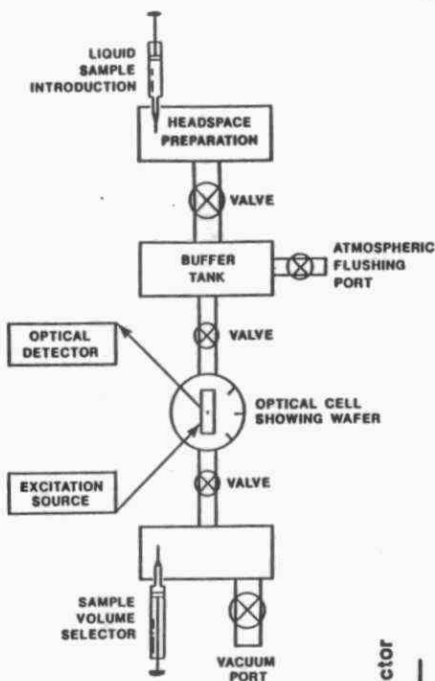 LIQUID
SAMPLE
INTRODUCTION
HEADSPACE
PREPARATION
VALVE
BUFFER
TANK
ATMOSPHERIC
FLUSHING
PORT
OPTICAL
DETECTOR
VALVE
OPTICAL CELL
SHOWING WAFER
EXCITATION
SOURCE
VALVE
SAMPLE
VOLUME
SELECTOR
VACUUM
PORT